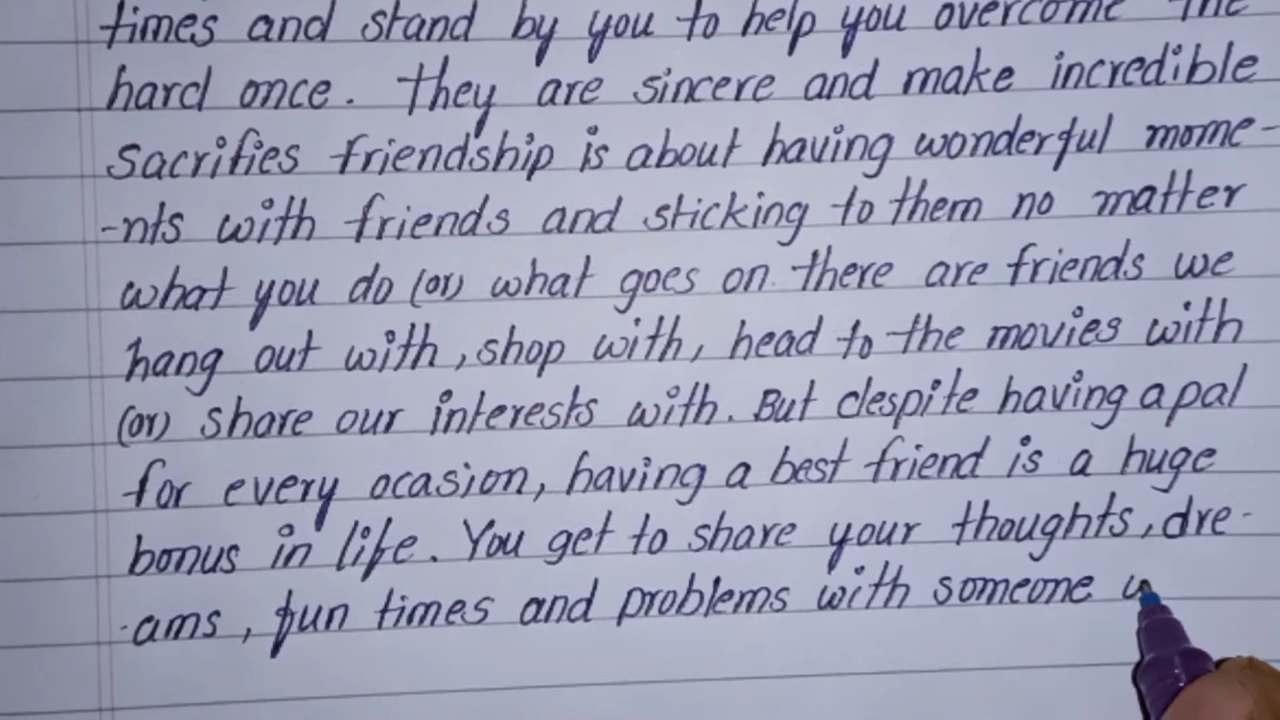 times and stand by you to help you overcome the
hard once. They are sincere and make incredible
Sacrifies friendship is about having wonderful mome-
-nts with friends and sticking to them no matter
what you do (or) what goes on. there are friends we
hang out with, shop with, head to the movies with
(or) share our interests with. But despite having a pal
for every ocasion, having a best friend is a huge
bonus in life. You get to share your thoughts, dre-
-ams, fun times and problems with someone